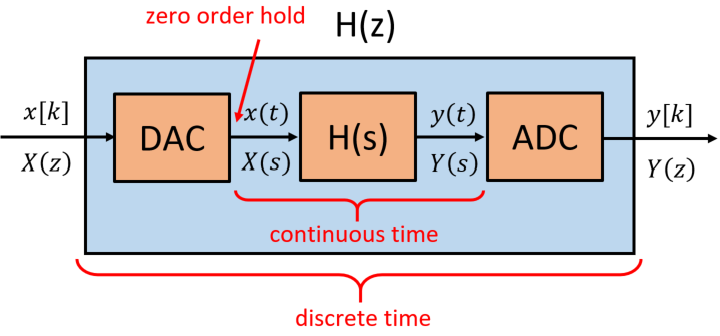 zero order hold
H(z)
x[k]
X(z)
DAC
x(t)
X(s)
H(s)
y(t)
Y(s)
ADC
y[k]
Y(z)
continuous time
discrete time